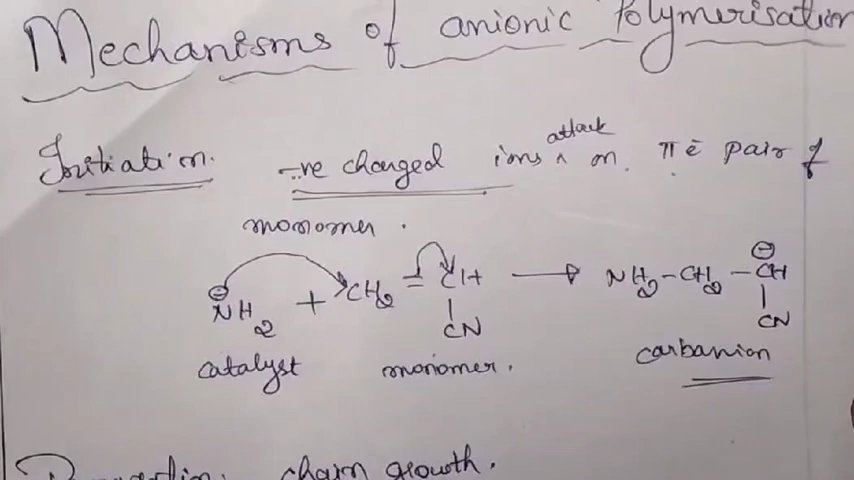 Mechanisms of anionic Polymerisation
Initiation. -ve charged ions ^ attack on. π ē pair of
monomer.
⊖NH2 + CH2 = CH → NH2-CH2-CH⊖
CN CN
catalyst monomer. carbanion
Propagation. chain growth.